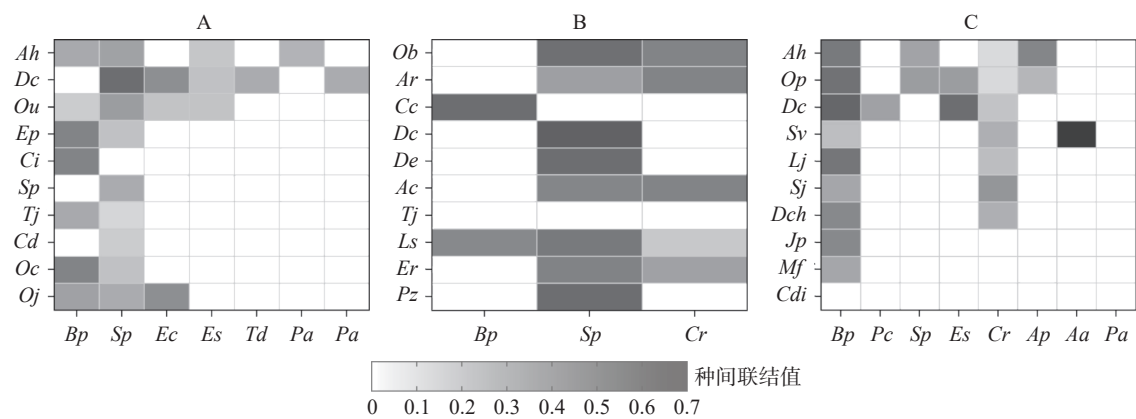 A B C
Ah
Dc
Ou
Ep
Ci
Sp
Tj
Cd
Oc
Oj
Bp Sp Ec Es Td Pa Pa
Ob
Ar
Cc
Dc
De
Ac
Tj
Ls
Er
Pz
Bp Sp Cr
Ah
Op
Dc
Sv
Lj
Sj
Dch
Jp
Mf
Cdi
Bp Pc Sp Es Cr Ap Aa Pa
种间联结值
0 0.1 0.2 0.3 0.4 0.5 0.6 0.7